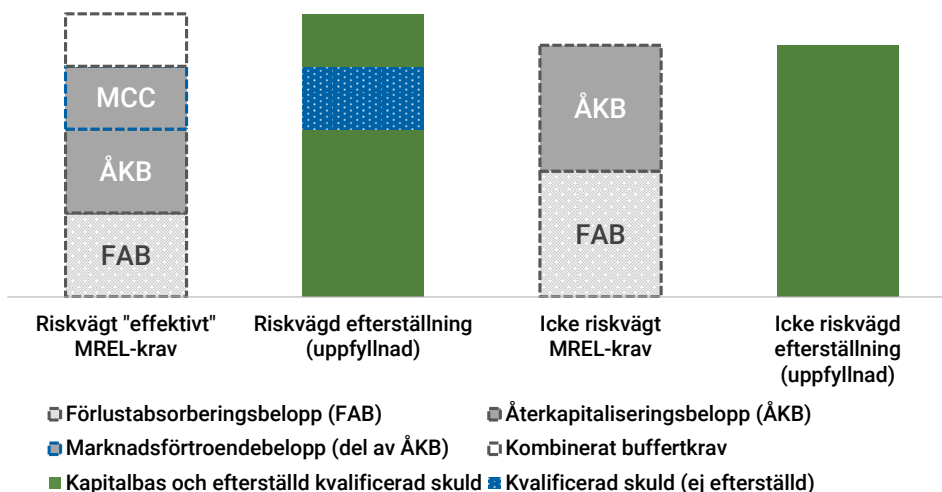 MCC
ÅKB
FAB
ÅKB
FAB
Riskvägt "effektivt"
MREL-krav
Riskvägd efterställning
(uppfyllnad)
Icke riskvägt
MREL-krav
Icke riskvägd
efterställning
(uppfyllnad)
Förlustabsorberingsbelopp (FAB)
Återkapitaliseringsbelopp (ÅKB)
Marknadsförtroendebelopp (del av ÅKB)
Kombinerat buffertkrav
Kapitalbas och efterställd kvalificerad skuld
Kvalificerad skuld (ej efterställd)